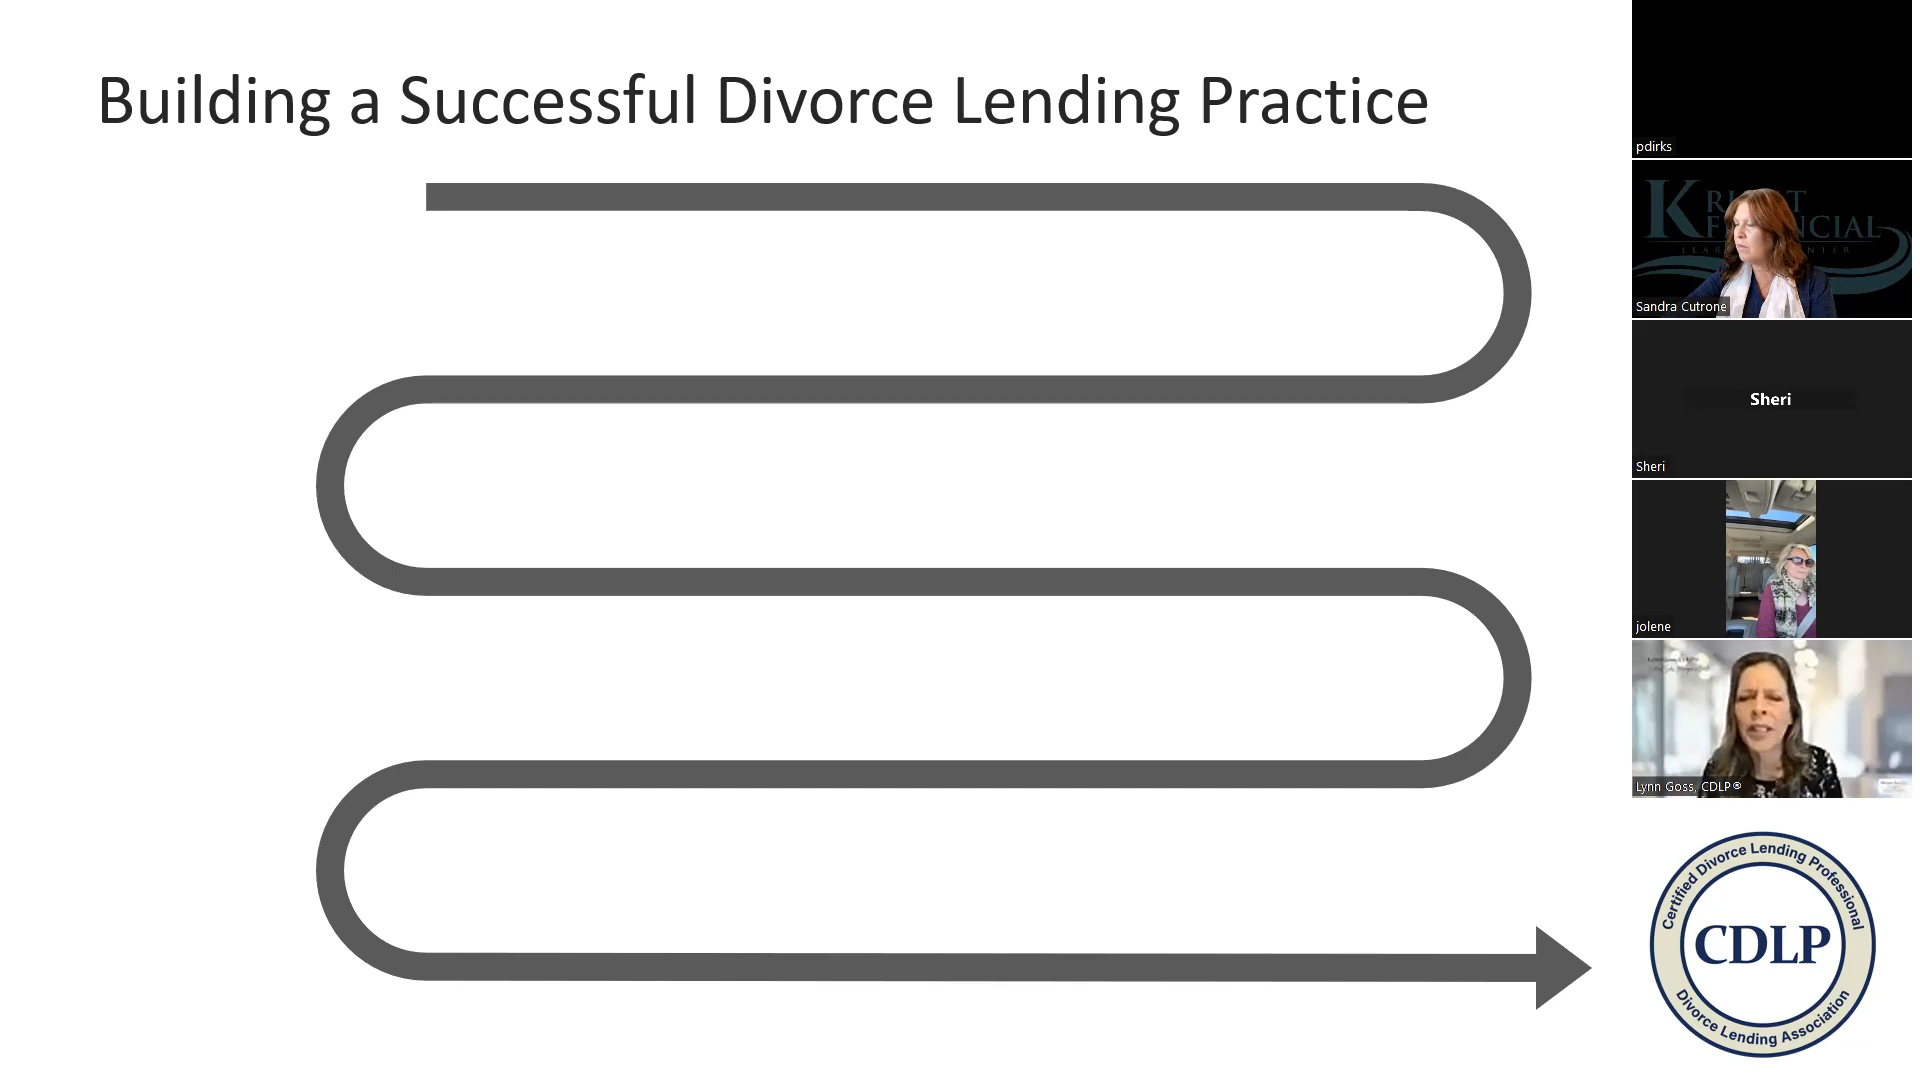 Building a Successful Divorce Lending Practice
pdirks
Sandra Cutrone
Sheri
Sheri
jolene
Lynn Goss, CDLP®
Certified Divorce Lending Professional
CDLP
Divorce Lending Association